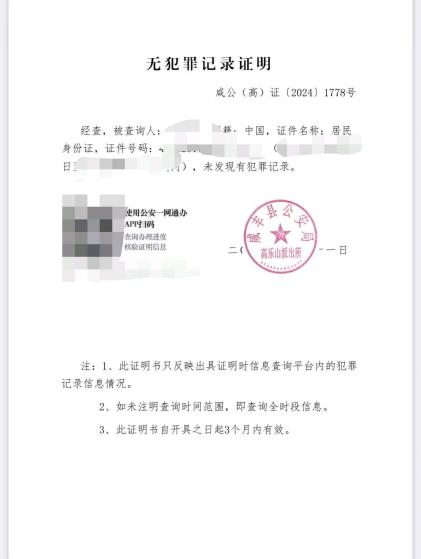 无犯罪记录证明
咸公（高）证〔2024〕1778号
经查，被查询人：籍：中国，证件名称：居民
身份证，证件号码：（
日至内），未发现有犯罪记录。
使用公安一网通办
APP扫码
查询办理进度
核验证明信息
咸丰县公安局
高乐山派出所
二 一日
注：1、此证明书只反映出具证明时信息查询平台内的犯罪
记录信息情况。
2、如未注明查询时间范围，即查询全时段信息。
3、此证明书自开具之日起3个月内有效。